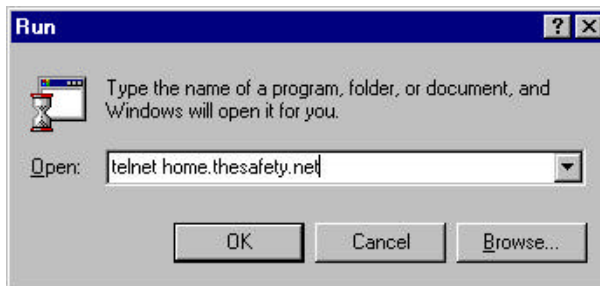 Run
Type the name of a program, folder, or document, and
Windows will open it for you.
Open: telnet home.thesafety.net
OK Cancel Browse...